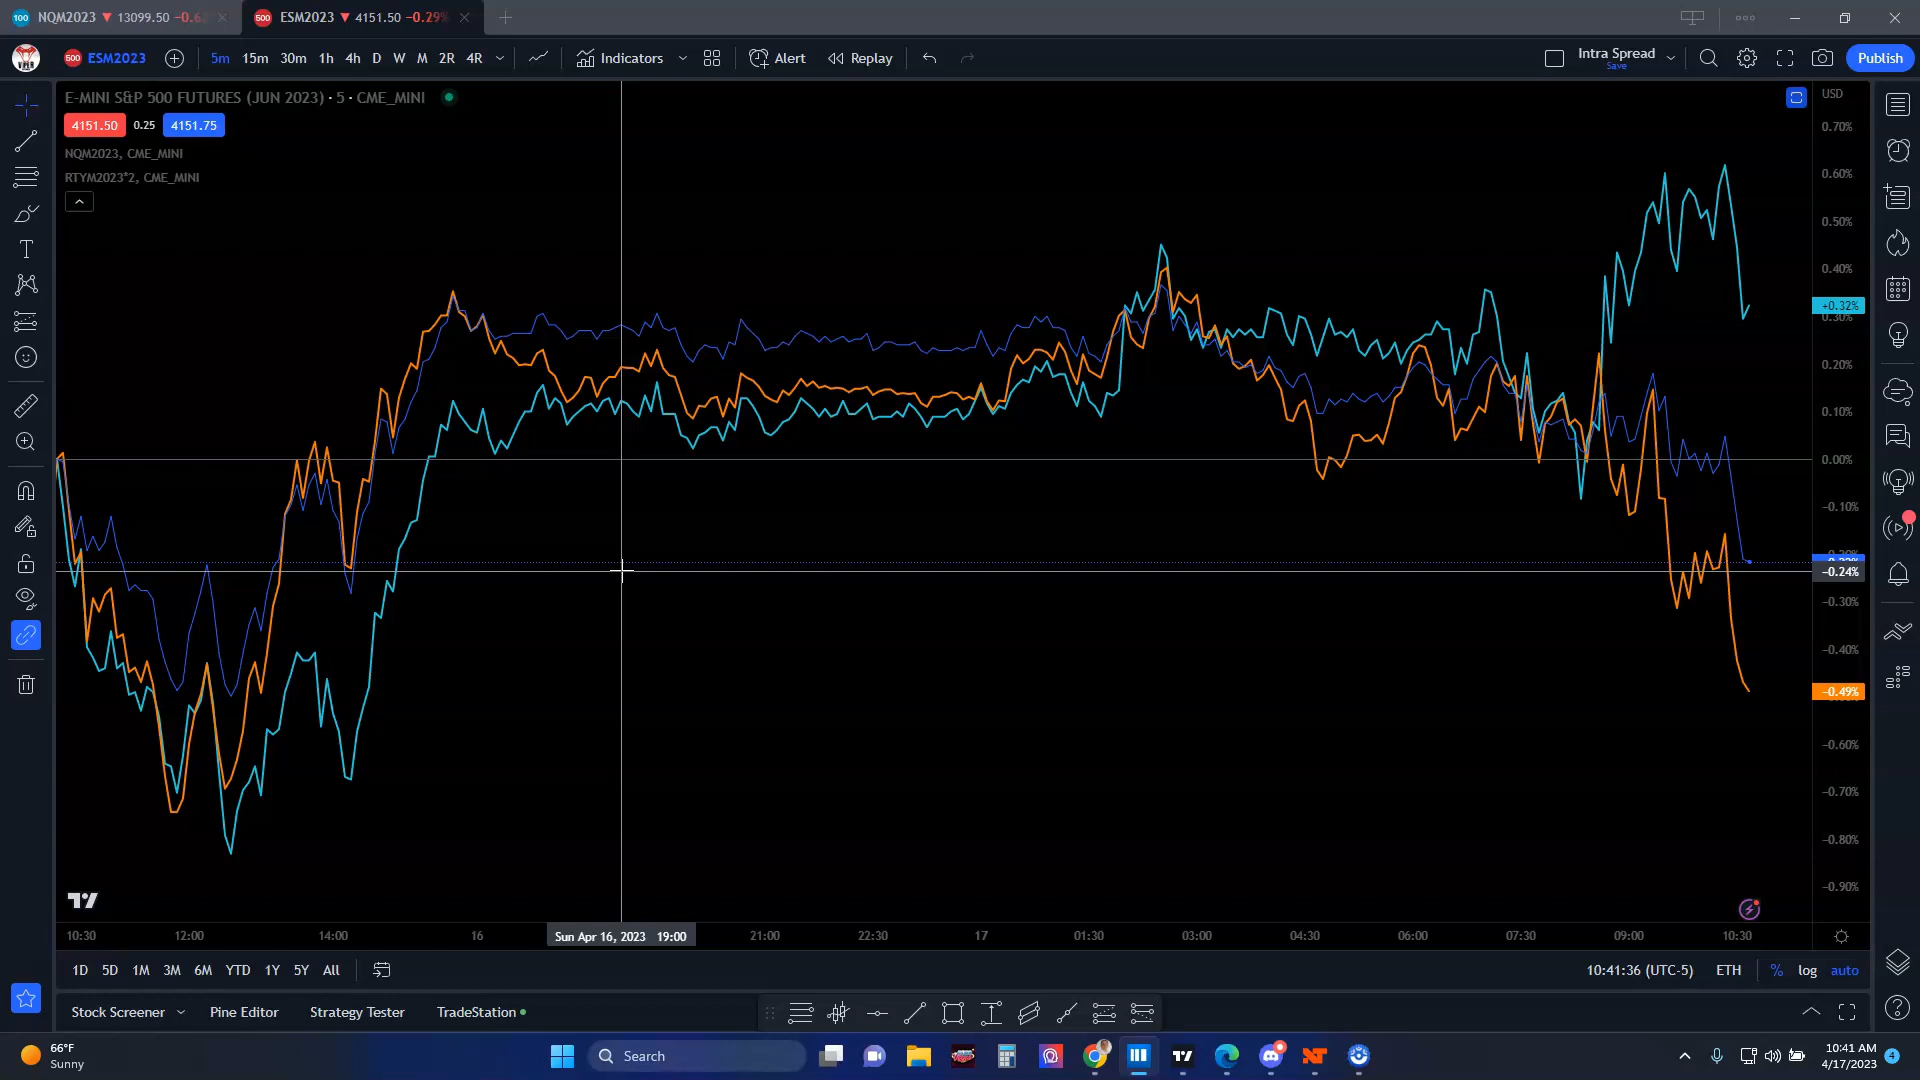 NQM2023 ▼ 13099.50 −0.62
ESM2023 ▼ 4151.50 −0.29%
ESM2023
5m 15m 30m 1h 4h D W M 2R 4R
Indicators
Alert
Replay
Intra Spread
Save
Publish
E-MINI S&P 500 FUTURES (JUN 2023) · 5 · CME_MINI
4151.50 0.25 4151.75
NQM2023, CME_MINI
RTYM2023*2, CME_MINI
USD
0.70%
0.60%
0.50%
0.40%
+0.32%
0.30%
0.20%
0.10%
0.00%
−0.10%
−0.24%
−0.30%
−0.40%
−0.49%
−0.60%
−0.70%
−0.80%
−0.90%
10:30 12:00 14:00 16 Sun Apr 16, 2023 19:00 21:00 22:30 17 01:30 03:00 04:30 06:00 07:30 09:00 10:30
1D 5D 1M 3M 6M YTD 1Y 5Y All
10:41:36 (UTC-5) ETH % log auto
Stock Screener Pine Editor Strategy Tester TradeStation
66°F
Sunny
Search
10:41 AM
4/17/2023
4